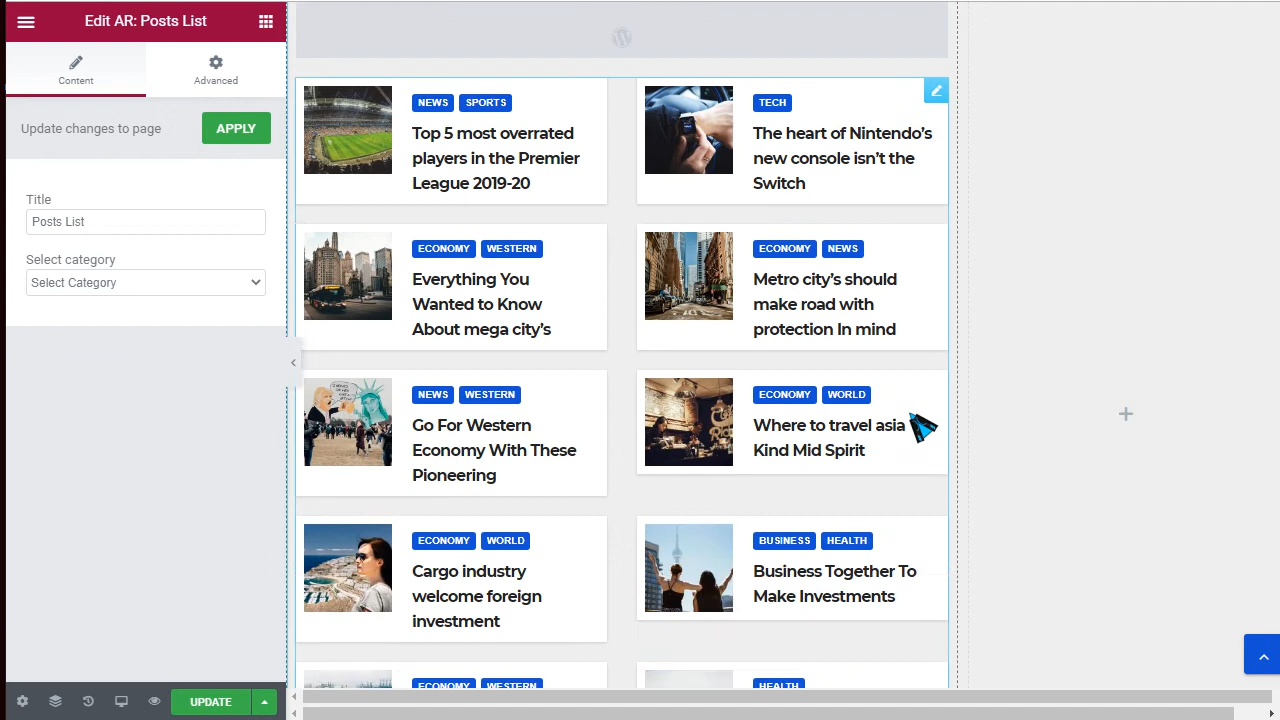 Edit AR: Posts List
Content
Advanced
Update changes to page
APPLY
Title
Posts List
Select category
Select Category
UPDATE
NEWS SPORTS
Top 5 most overrated
players in the Premier
League 2019-20
TECH
The heart of Nintendo's
new console isn't the
Switch
ECONOMY WESTERN
Everything You
Wanted to Know
About mega city's
ECONOMY NEWS
Metro city's should
make road with
protection In mind
NEWS WESTERN
Go For Western
Economy With These
Pioneering
ECONOMY WORLD
Where to travel asia
Kind Mid Spirit
ECONOMY WORLD
Cargo industry
welcome foreign
investment
BUSINESS HEALTH
Business Together To
Make Investments
ECONOMY WESTERN
HEALTH